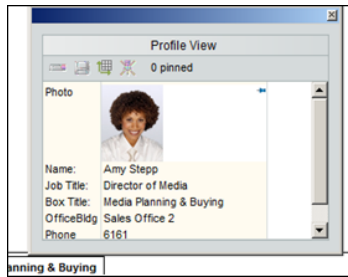 Profile View
0 pinned
Photo
Name: Amy Stepp
Job Title: Director of Media
Box Title: Media Planning & Buying
OfficeBldg Sales Office 2
Phone 6161
anning & Buying